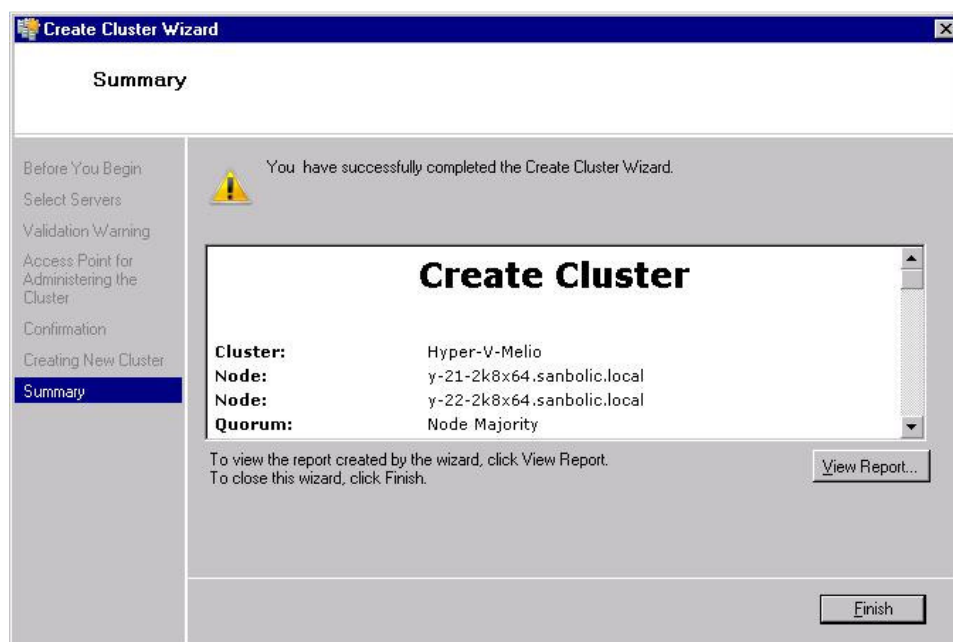 Create Cluster Wizard
Summary
Before You Begin
Select Servers
Validation Warning
Access Point for
Administering the
Cluster
Confirmation
Creating New Cluster
Summary
You have successfully completed the Create Cluster Wizard.
Create Cluster
Cluster: Hyper-V-Melio
Node: y-21-2k8x64.sanbolic.local
Node: y-22-2k8x64.sanbolic.local
Quorum: Node Majority
To view the report created by the wizard, click View Report.
To close this wizard, click Finish.
View Report...
Finish